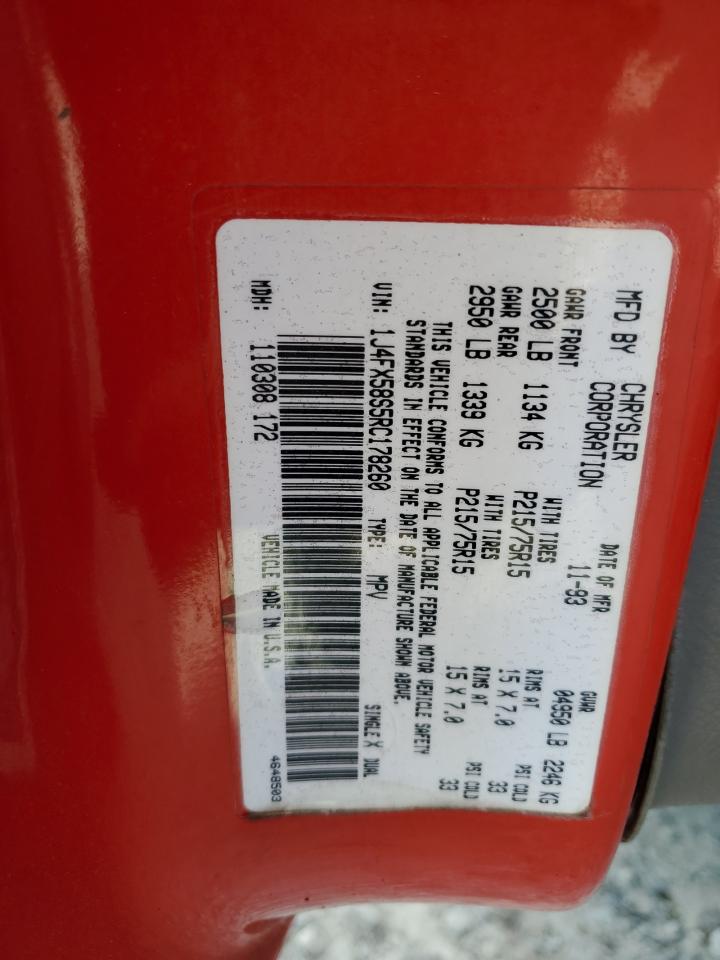 MFD BY CHRYSLER CORPORATION
DATE OF MFR 11-93
GVWR 04950 LB 2246 KG
GAWR FRONT WITH TIRES RIMS AT PSI COLD
2500 LB 1134 KG P215/75R15 15 X 7.0 33
GAWR REAR WITH TIRES RIMS AT PSI COLD
2950 LB 1339 KG P215/75R15 15 X 7.0 33
THIS VEHICLE CONFORMS TO ALL APPLICABLE FEDERAL MOTOR VEHICLE SAFETY
STANDARDS IN EFFECT ON THE DATE OF MANUFACTURE SHOWN ABOVE.
VIN: 1J4FX58S5RC178260 TYPE: MPV SINGLE X DUAL
MDH: 110308 172 VEHICLE MADE IN U.S.A. 4648503